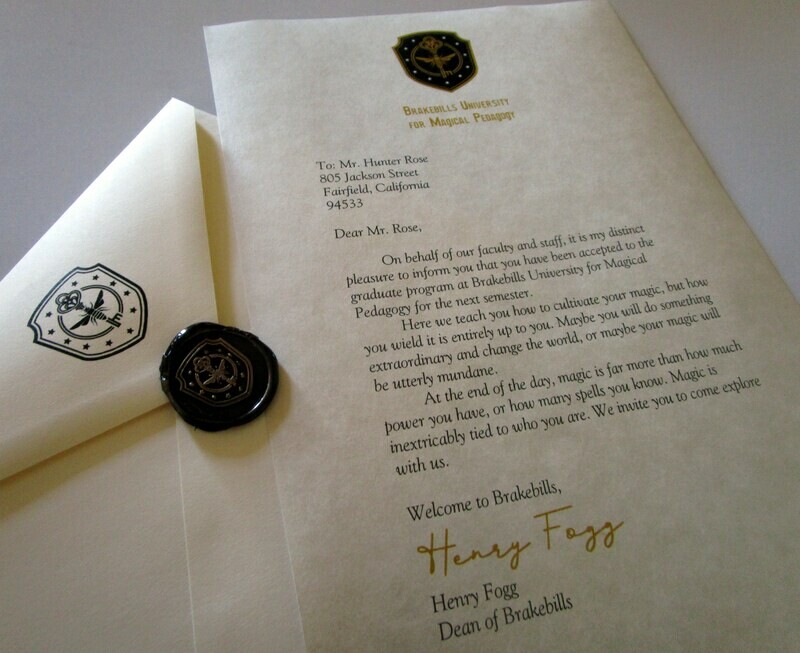 Brakebills University
for Magical Pedagogy
To: Mr. Hunter Rose
805 Jackson Street
Fairfield, California
94533
Dear Mr. Rose,
On behalf of our faculty and staff, it is my distinct
pleasure to inform you that you have been accepted to the
graduate program at Brakebills University for Magical
Pedagogy for the next semester.
Here we teach you how to cultivate your magic, but how
you wield it is entirely up to you. Maybe you will do something
extraordinary and change the world, or maybe your magic will
be utterly mundane.
At the end of the day, magic is far more than how much
power you have, or how many spells you know. Magic is
inextricably tied to who you are. We invite you to come explore
with us.
Welcome to Brakebills,
Henry Fogg
Henry Fogg
Dean of Brakebills